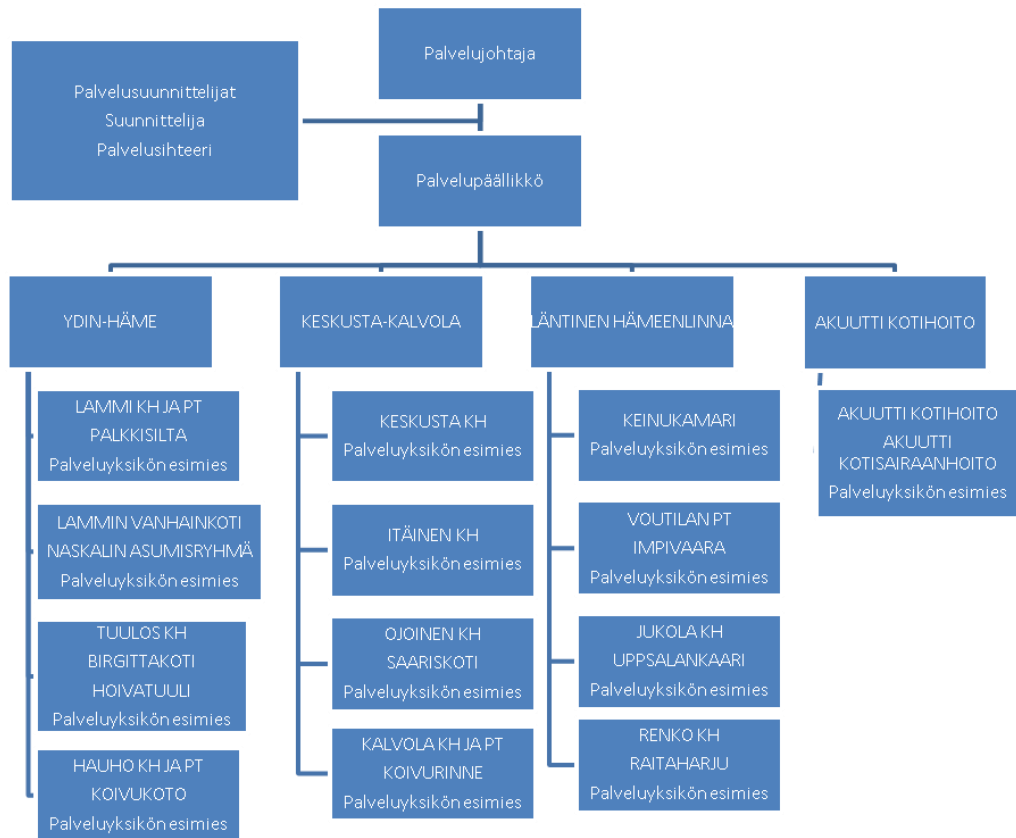 Palvelujohtaja
Palvelusuunnittelijat
Suunnittelija
Palvelusihteeri
Palvelupäällikkö
YDIN-HÄME
KESKUSTA-KALVOLA
LÄNTINEN HÄMEENLINNA
AKUUTTI KOTIHOITO
LAMMI KH JA PT
PALKKISILTA
Palveluyksikön esimies
LAMMIN VANHAINKOTI
NASKALIN ASUMISRYHMÄ
Palveluyksikön esimies
TUULOS KH
BIRGITTAKOTI
HOIVATUULI
Palveluyksikön esimies
HAUHO KH JA PT
KOIVUKOTO
Palveluyksikön esimies
KESKUSTA KH
Palveluyksikön esimies
ITÄINEN KH
Palveluyksikön esimies
OJOINEN KH
SAARISKOTI
Palveluyksikön esimies
KALVOLA KH JA PT
KOIVURINNE
Palveluyksikön esimies
KEINUKAMARI
Palveluyksikön esimies
VOUTILAN PT
IMPIVAARA
Palveluyksikön esimies
JUKOLA KH
UPPSALANKAARI
Palveluyksikön esimies
RENKO KH
RAITAHARJU
Palveluyksikön esimies
AKUUTTI KOTIHOITO
AKUUTTI
KOTISAIRAANHOITO
Palveluyksikön esimies